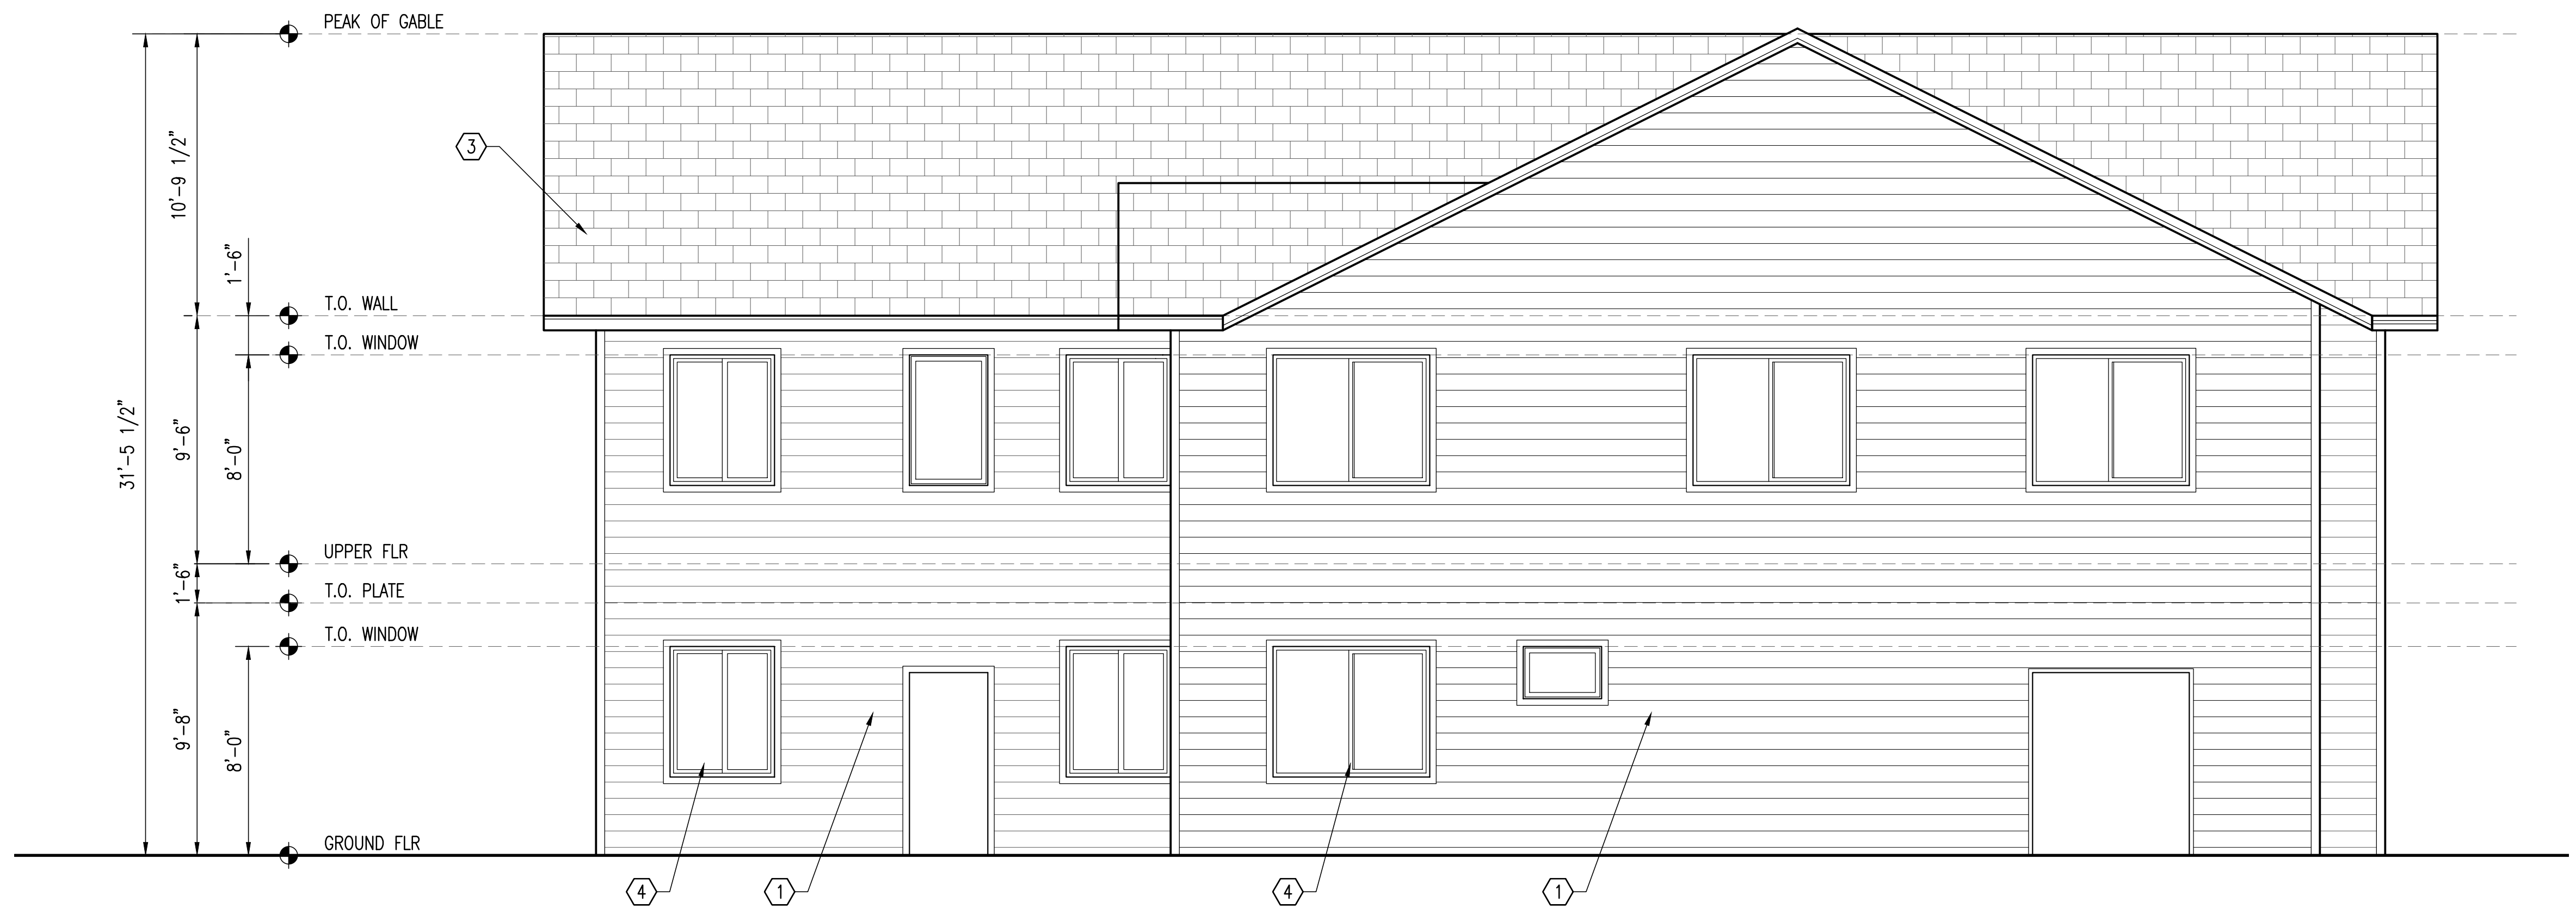 PEAK OF GABLE
10'-9 1/2"
3
1'-6"
T.O. WALL
T.O. WINDOW
31'-5 1/2"
9'-6"
8'-0"
UPPER FLR
1'-6"
T.O. PLATE
T.O. WINDOW
9'-8"
8'-0"
GROUND FLR
4
1
4
1